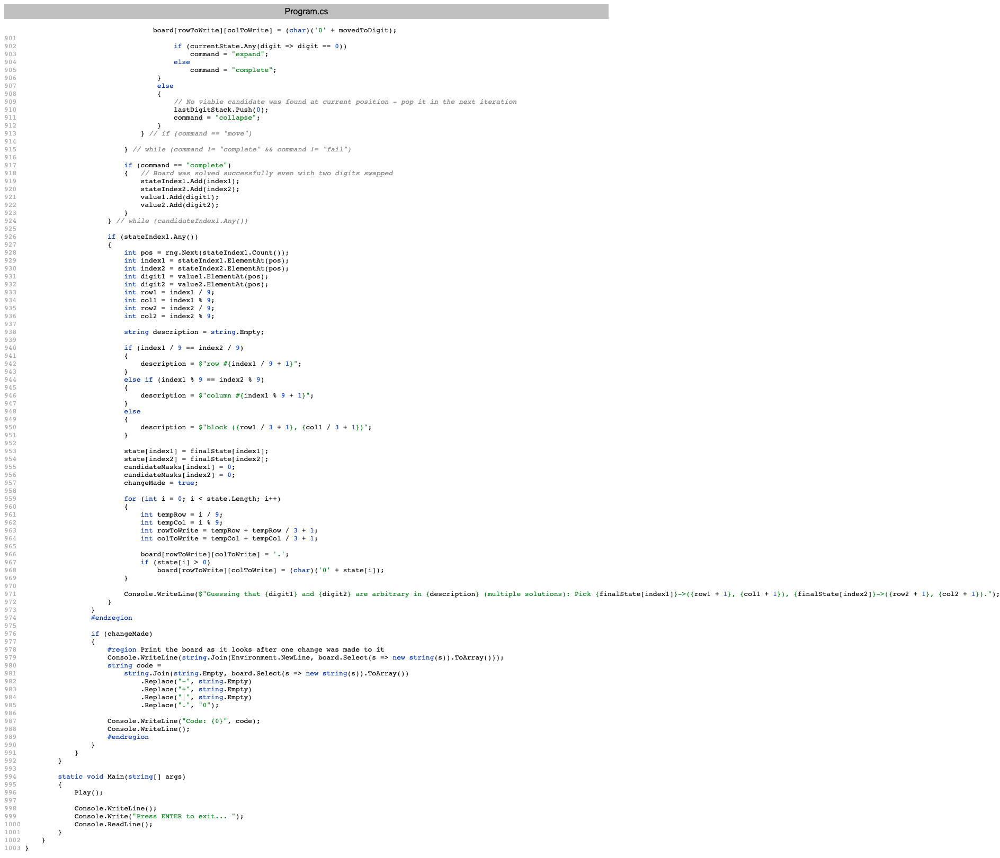 Program.cs
board[rowToWrite][colToWrite] = (char)('0' + movedToDigit);
901
902 if (currentState.Any(digit => digit == 0))
903 command = "expand";
904 else
905 command = "complete";
906 }
907 else
908 {
909 // No viable candidate was found at current position - pop it in the next iteration
910 lastDigitStack.Push(0);
911 command = "collapse";
912 }
913 } // if (command == "move")
914
915 } // while (command != "complete" && command != "fail")
916
917 if (command == "complete")
918 { // Board was solved successfully even with two digits swapped
919 stateIndex1.Add(index1);
920 stateIndex2.Add(index2);
921 value1.Add(digit1);
922 value2.Add(digit2);
923 }
924 } // while (candidateIndex1.Any())
925
926 if (stateIndex1.Any())
927 {
928 int pos = rng.Next(stateIndex1.Count());
929 int index1 = stateIndex1.ElementAt(pos);
930 int index2 = stateIndex2.ElementAt(pos);
931 int digit1 = value1.ElementAt(pos);
932 int digit2 = value2.ElementAt(pos);
933 int row1 = index1 / 9;
934 int col1 = index1 % 9;
935 int row2 = index2 / 9;
936 int col2 = index2 % 9;
937
938 string description = string.Empty;
939
940 if (index1 / 9 == index2 / 9)
941 {
942 description = $"row #{index1 / 9 + 1}";
943 }
944 else if (index1 % 9 == index2 % 9)
945 {
946 description = $"column #{index1 % 9 + 1}";
947 }
948 else
949 {
950 description = $"block ({row1 / 3 + 1}, {col1 / 3 + 1})";
951 }
952
953 state[index1] = finalState[index1];
954 state[index2] = finalState[index2];
955 candidateMasks[index1] = 0;
956 candidateMasks[index2] = 0;
957 changeMade = true;
958
959 for (int i = 0; i < state.Length; i++)
960 {
961 int tempRow = i / 9;
962 int tempCol = i % 9;
963 int rowToWrite = tempRow + tempRow / 3 + 1;
964 int colToWrite = tempCol + tempCol / 3 + 1;
965
966 board[rowToWrite][colToWrite] = '.';
967 if (state[i] > 0)
968 board[rowToWrite][colToWrite] = (char)('0' + state[i]);
969 }
970
971 Console.WriteLine($"Guessing that {digit1} and {digit2} are arbitrary in {description} (multiple solutions): Pick {finalState[index1]}->({row1 + 1}, {col1 + 1}), {finalState[index2]}->({row2 + 1}, {col2 + 1}).");
972 }
973 }
974 #endregion
975
976 if (changeMade)
977 {
978 #region Print the board as it looks after one change was made to it
979 Console.WriteLine(string.Join(Environment.NewLine, board.Select(s => new string(s)).ToArray()));
980 string code =
981 string.Join(string.Empty, board.Select(s => new string(s)).ToArray())
982 .Replace("-", string.Empty)
983 .Replace("+", string.Empty)
984 .Replace("|", string.Empty)
985 .Replace(".", "0");
986
987 Console.WriteLine("Code: {0}", code);
988 Console.WriteLine();
989 #endregion
990 }
991 }
992 }
993
994 static void Main(string[] args)
995 {
996 Play();
997
998 Console.WriteLine();
999 Console.Write("Press ENTER to exit... ");
1000 Console.ReadLine();
1001 }
1002 }
1003 }